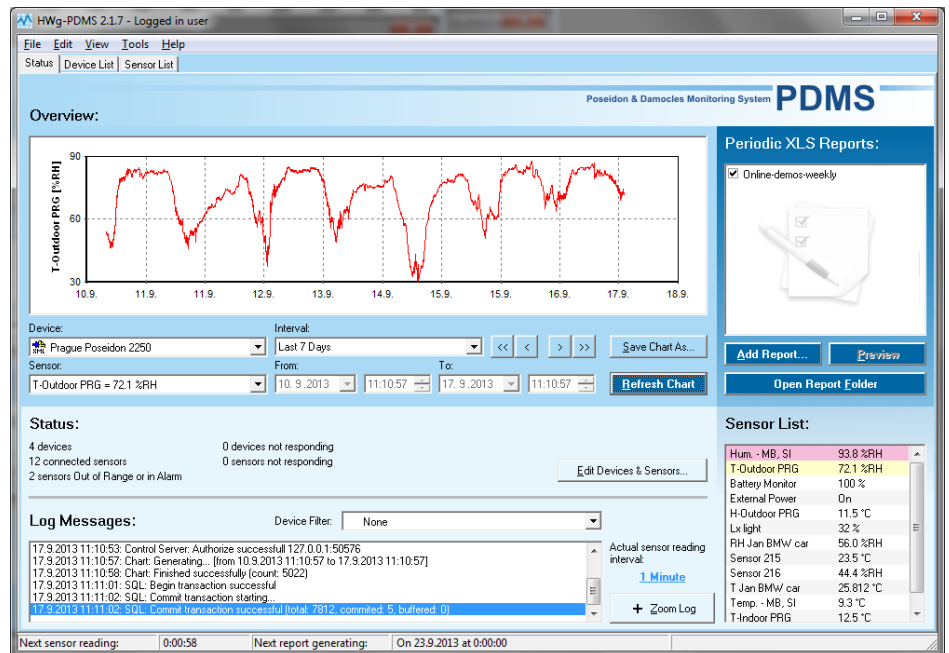 HWg-PDMS 2.1.7 - Logged in user
File Edit View Tools Help
Status Device List Sensor List
Poseidon & Damocles Monitoring System PDMS
Overview:
T-Outdoor PRG [%RH]
90
60
30
10.9. 11.9. 11.9. 12.9. 13.9. 14.9. 15.9. 15.9. 16.9. 17.9. 18.9.
Device: Interval:
XML Prague Poseidon 2250 Last 7 Days << < > >> Save Chart As...
Sensor: From: To:
T-Outdoor PRG = 72.1 %RH 10. 9.2013 11:10:57 17. 9.2013 11:10:57 Refresh Chart
Periodic XLS Reports:
Online-demos-weekly
Add Report... Preview
Open Report Folder
Status:
4 devices 0 devices not responding
12 connected sensors 0 sensors not responding
2 sensors Out of Range or in Alarm
Edit Devices & Sensors...
Log Messages: Device Filter: None
17.9.2013 11:10:53: Control Server: Authorize successfull 127.0.0.1:50576
17.9.2013 11:10:57: Chart: Generating... [from 10.9.2013 11:10:57 to 17.9.2013 11:10:57]
17.9.2013 11:10:58: Chart: Finished successfully (count: 5022)
17.9.2013 11:11:01: SQL: Begin transaction successful
17.9.2013 11:11:02: SQL: Commit transaction starting...
17.9.2013 11:11:02: SQL: Commit transaction successful [total: 7812, commited: 5, buffered: 0)
Actual sensor reading
interval:
1 Minute
+ Zoom Log
Sensor List:
Hum. - MB, SI 93.8 %RH
T-Outdoor PRG 72.1 %RH
Battery Monitor 100 %
External Power On
H-Outdoor PRG 11.5 °C
Lx light 32 %
RH Jan BMW car 56.0 %RH
Sensor 215 23.5 °C
Sensor 216 44.4 %RH
T Jan BMW car 25.812 °C
Temp. - MB, SI 9.3 °C
T-Indoor PRG 12.5 °C
Next sensor reading: 0:00:58 Next report generating: On 23.9.2013 at 0:00:00